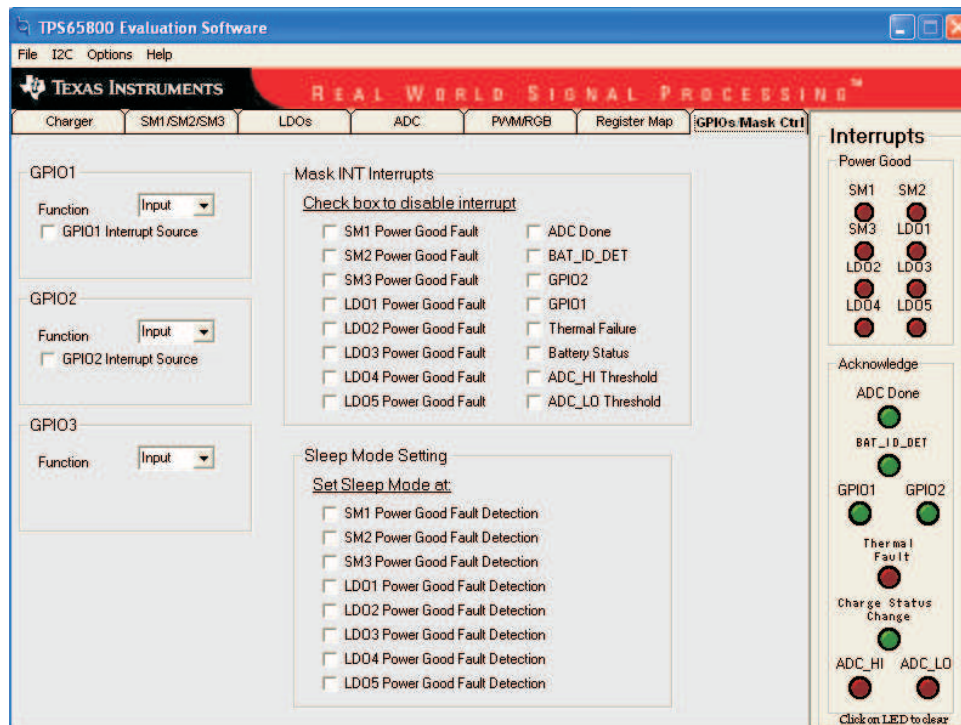 TPS65800 Evaluation Software
File I2C Options Help
TEXAS INSTRUMENTS
REAL WORLD SIGNAL PROCESSING™
Charger SM1/SM2/SM3 LDOs ADC PWM/RGB Register Map GPIOs/Mask Ctrl
GPIO1
Function Input
GPIO1 Interrupt Source
GPIO2
Function Input
GPIO2 Interrupt Source
GPIO3
Function Input
Mask INT Interrupts
Check box to disable interrupt
SM1 Power Good Fault
SM2 Power Good Fault
SM3 Power Good Fault
LDO1 Power Good Fault
LDO2 Power Good Fault
LDO3 Power Good Fault
LDO4 Power Good Fault
LDO5 Power Good Fault
ADC Done
BAT_ID_DET
GPIO2
GPIO1
Thermal Failure
Battery Status
ADC_HI Threshold
ADC_LO Threshold
Sleep Mode Setting
Set Sleep Mode at:
SM1 Power Good Fault Detection
SM2 Power Good Fault Detection
SM3 Power Good Fault Detection
LDO1 Power Good Fault Detection
LDO2 Power Good Fault Detection
LDO3 Power Good Fault Detection
LDO4 Power Good Fault Detection
LDO5 Power Good Fault Detection
Interrupts
Power Good
SM1 SM2
SM3 LDO1
LDO2 LDO3
LDO4 LDO5
Acknowledge
ADC Done
BAT_ID_DET
GPIO1 GPIO2
Thermal
Fault
Charge Status
Change
ADC_HI ADC_LO
Click on LED to clear